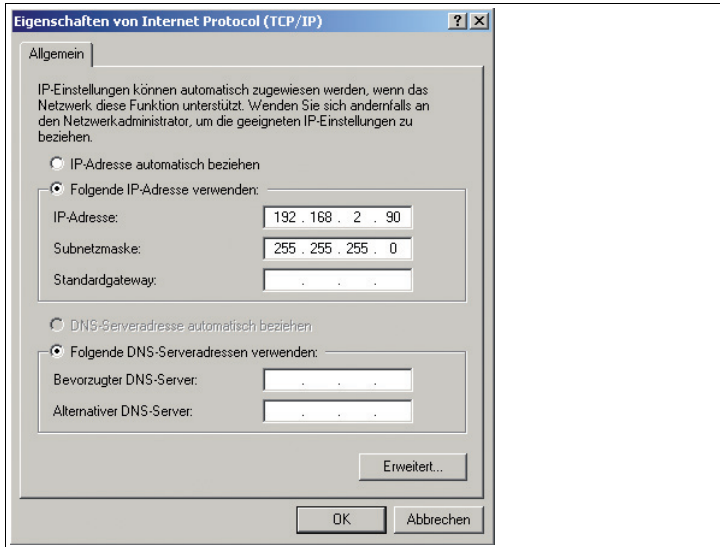 Eigenschaften von Internet Protocol (TCP/IP)
Allgemein
IP-Einstellungen können automatisch zugewiesen werden, wenn das
Netzwerk diese Funktion unterstützt. Wenden Sie sich andernfalls an
den Netzwerkadministrator, um die geeigneten IP-Einstellungen zu
beziehen.
IP-Adresse automatisch beziehen
Folgende IP-Adresse verwenden:
IP-Adresse: 192 . 168 . 2 . 90
Subnetzmaske: 255 . 255 . 255 . 0
Standardgateway: . . .
DNS-Serveradresse automatisch beziehen
Folgende DNS-Serveradressen verwenden:
Bevorzugter DNS-Server: . . .
Alternativer DNS-Server: . . .
Erweitert...
OK Abbrechen